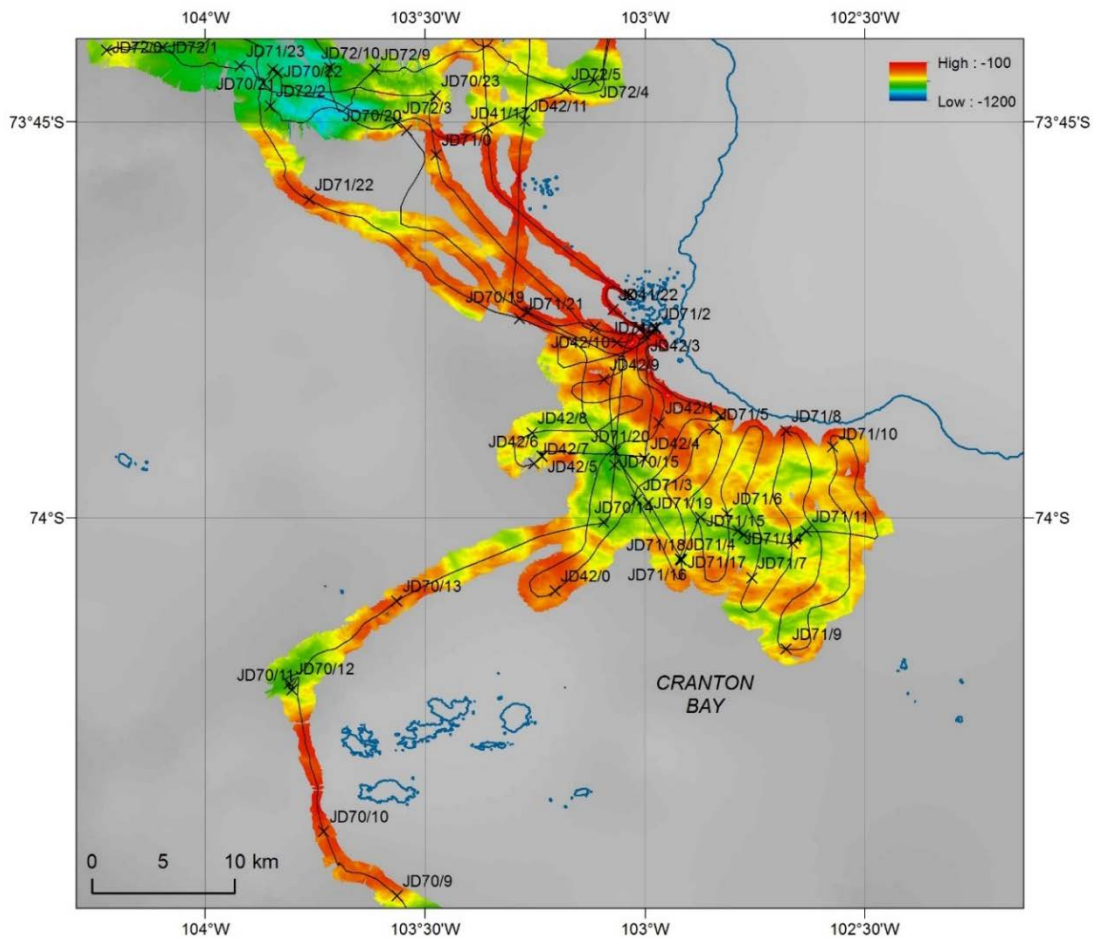 104°W 103°30'W 103°W 102°30'W
High : -100
Low : -1200
JD72/0 JD72/1 JD71/23 JD72/10 JD72/9
JD70/21 JD70/22 JD70/23 JD72/5
JD72/2 JD72/3 JD72/4
JD70/20 JD41/17 JD42/11
73°45'S 73°45'S
JD71/0
JD71/22
JD70/19 JD71/21 JD41/22
JD71/2
JD42/10 JD42/3
JD42/9
JD42/8 JD42/1 JD71/5 JD71/8
JD42/6 JD71/20 JD42/4 JD71/10
JD42/7
JD42/5 JD70/15
JD71/3
JD70/14 JD71/19 JD71/6
74°S JD71/15 JD71/11 74°S
JD71/18 JD71/4 JD71/14
JD71/16 JD71/17 JD71/7
JD70/13 JD42/0
JD71/9
JD70/11 JD70/12
CRANTON
BAY
JD70/10
0 5 10 km
JD70/9
104°W 103°30'W 103°W 102°30'W